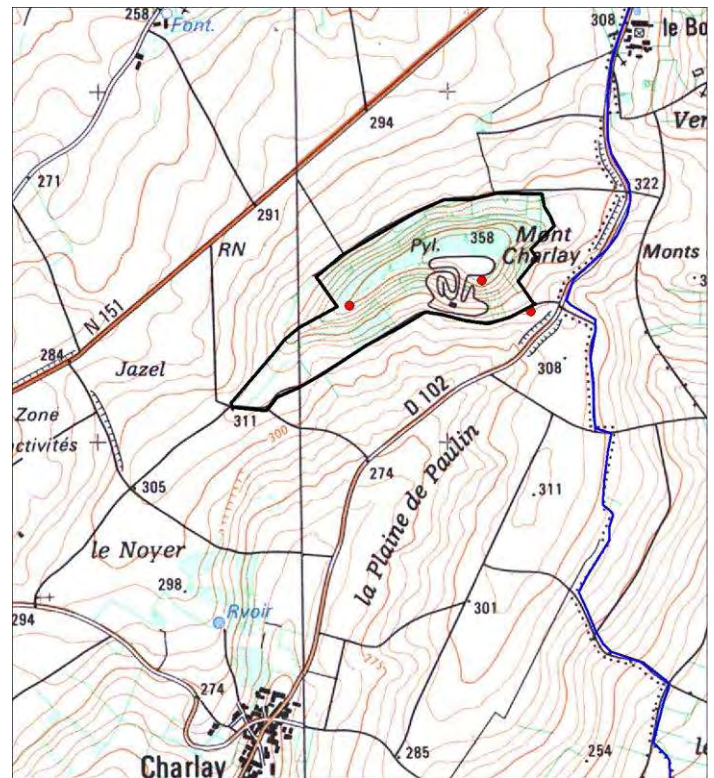 258
Font.
308
le Bo
294
Ver
271
322
291
358
Mont
Pyl.
Charlay
RN
Monts
N 151
284
Jazel
308
D 102
Zone
ctivités
311
300
274
la Plaine de Paulin
305
311
le Noyer
298
301
294
Rvoir
275
274
285
254
Charlay
le